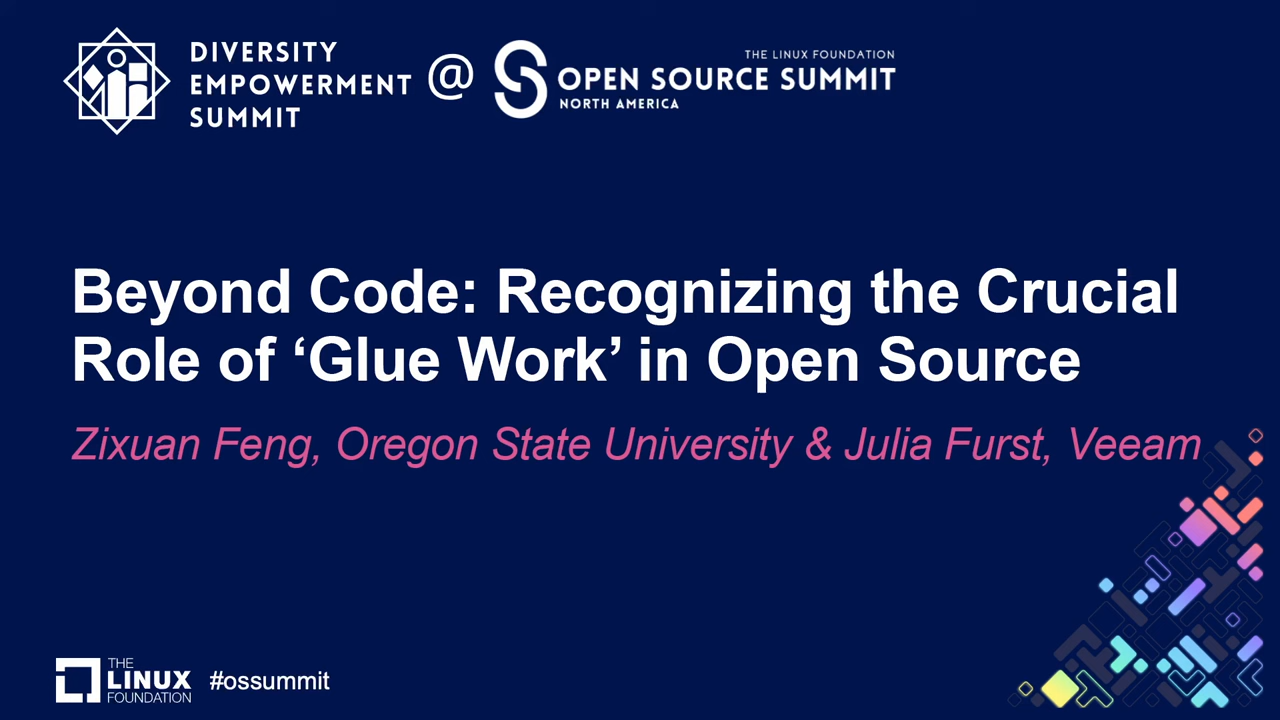 DIVERSITY
EMPOWERMENT
SUMMIT
@
THE LINUX FOUNDATION
OPEN SOURCE SUMMIT
NORTH AMERICA
Beyond Code: Recognizing the Crucial
Role of ‘Glue Work’ in Open Source
Zixuan Feng, Oregon State University & Julia Furst, Veeam
THE
LINUX
FOUNDATION
#ossummit